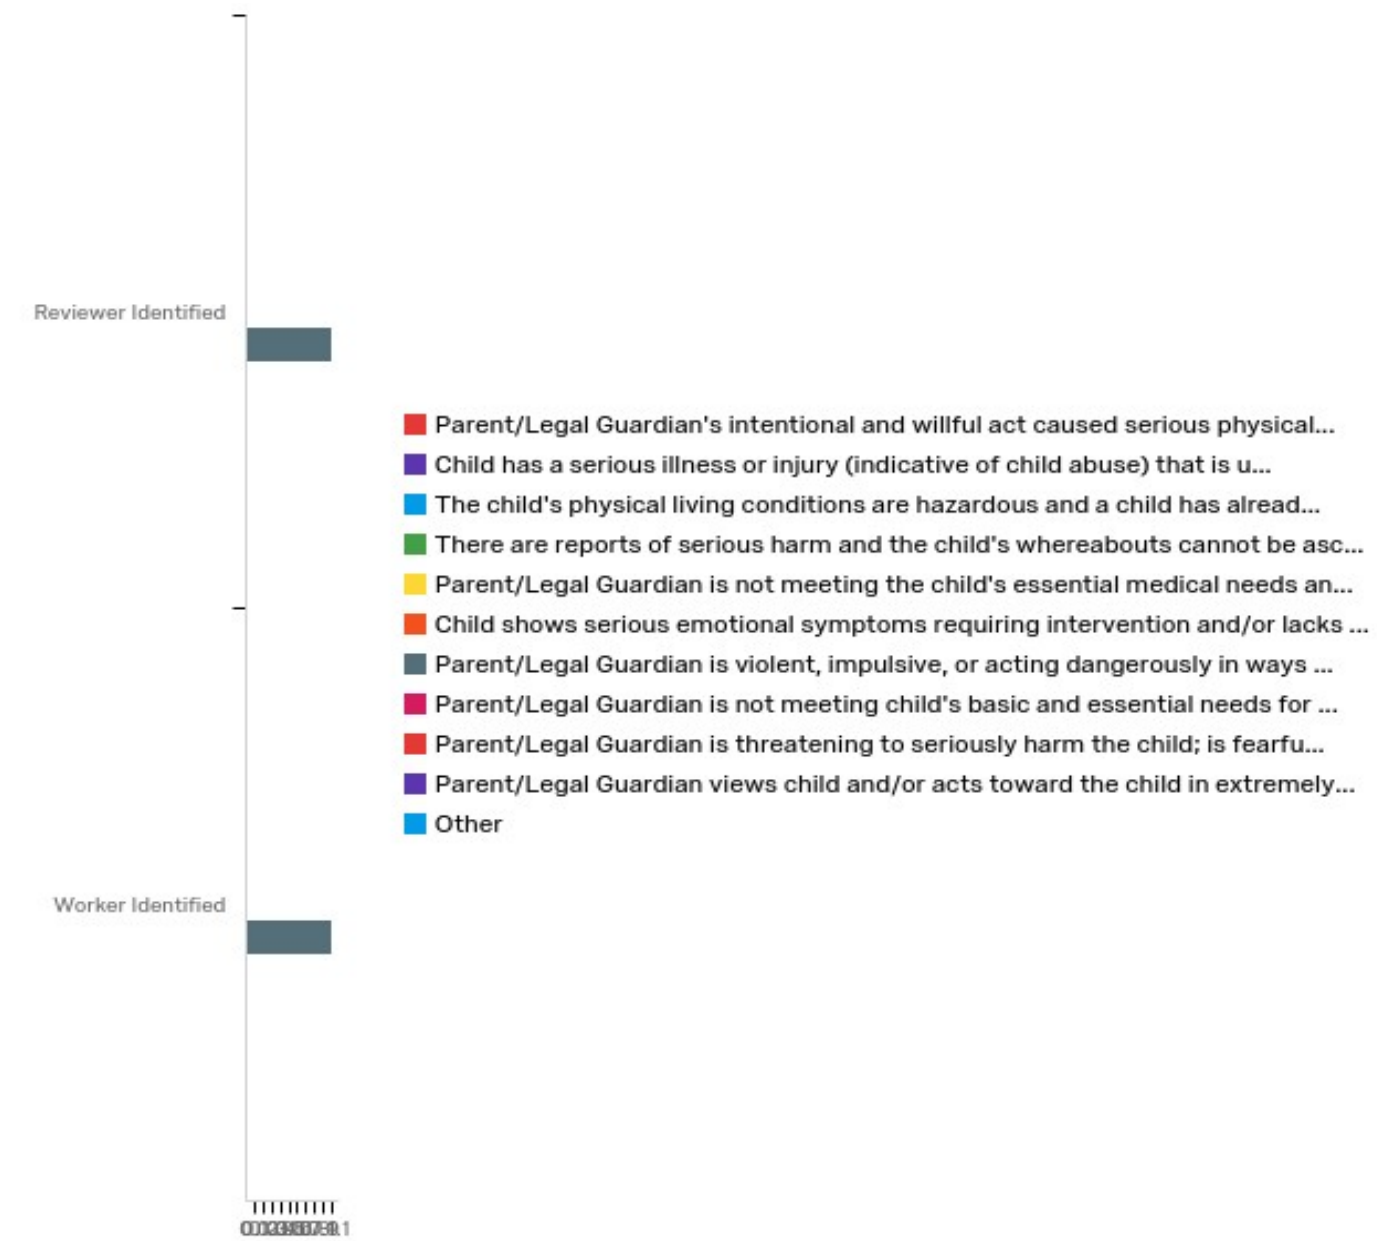 Reviewer Identified
Parent/Legal Guardian's intentional and willful act caused serious physical...
Child has a serious illness or injury (indicative of child abuse) that is u...
The child's physical living conditions are hazardous and a child has alread...
There are reports of serious harm and the child's whereabouts cannot be asc...
Parent/Legal Guardian is not meeting the child's essential medical needs an...
Child shows serious emotional symptoms requiring intervention and/or lacks ...
Parent/Legal Guardian is violent, impulsive, or acting dangerously in ways ...
Parent/Legal Guardian is not meeting child's basic and essential needs for ...
Parent/Legal Guardian is threatening to seriously harm the child; is fearfu...
Parent/Legal Guardian views child and/or acts toward the child in extremely...
Other
Worker Identified